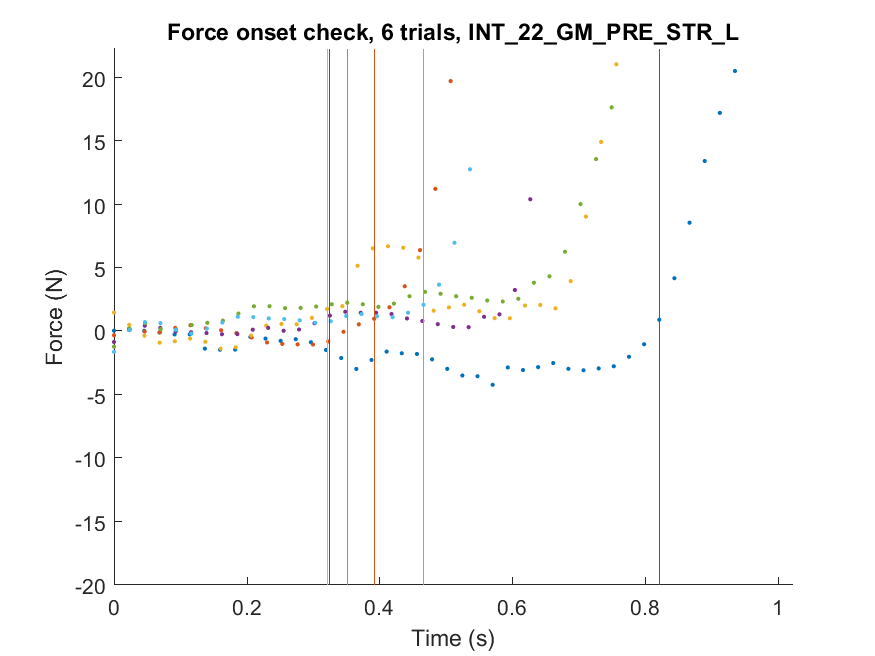 Force onset check, 6 trials, INT_22_GM_PRE_STR_L
20
15
10
5
0
-5
-10
-15
-20
Force (N)
0 0.2 0.4 0.6 0.8 1
Time (s)